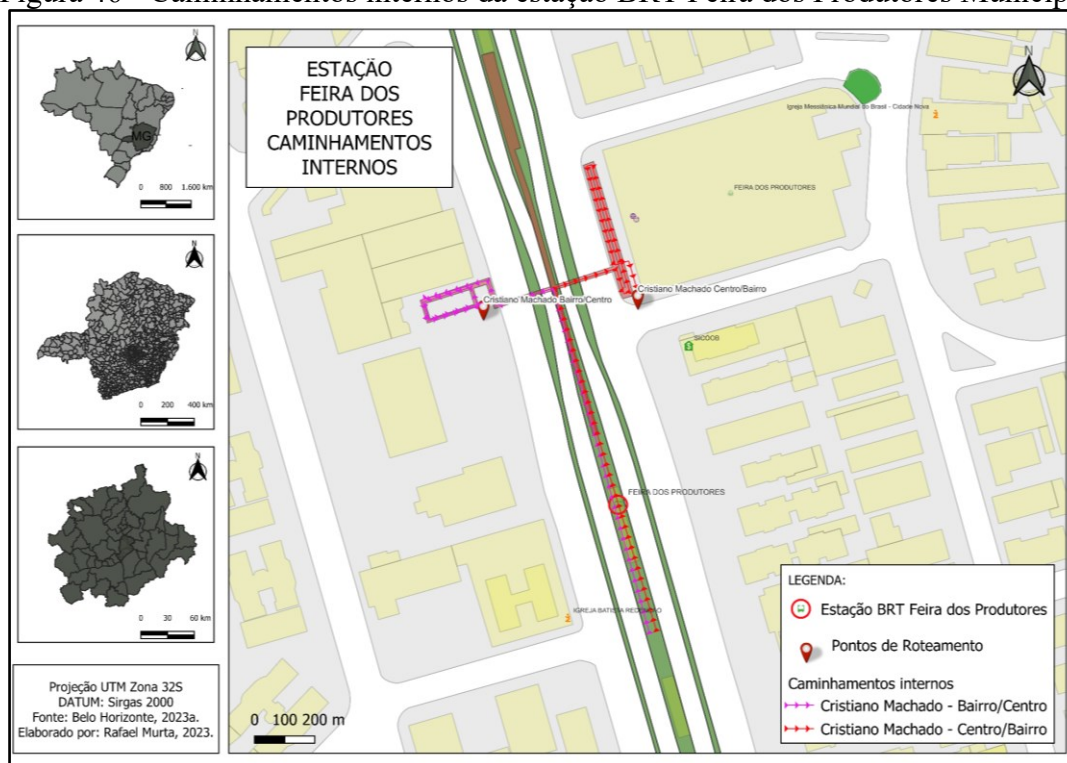 Figura 46 - Caminhamentos internos da estação BRT Feira dos Produtores Municip
N
MG
0 800 1.600 km
N
0 200 400 km
N
0 30 60 km
Projeção UTM Zona 32S
DATUM: Sirgas 2000
Fonte: Belo Horizonte, 2023a.
Elaborado por: Rafael Murta, 2023.
ESTAÇÃO
FEIRA DOS
PRODUTORES
CAMINHAMENTOS
INTERNOS
N
Igreja Messiânica Mundial do Brasil - Cidade Nova
FEIRA DOS PRODUTORES
Cristiano Machado Centro/Bairro
Cristiano Machado Bairro/Centro
SICOOB
FEIRA DOS PRODUTORES
IGREJA BATISTA REDENÇÃO
0 100 200 m
LEGENDA:
Estação BRT Feira dos Produtores
Pontos de Roteamento
Caminhamentos internos
Cristiano Machado - Bairro/Centro
Cristiano Machado - Centro/Bairro